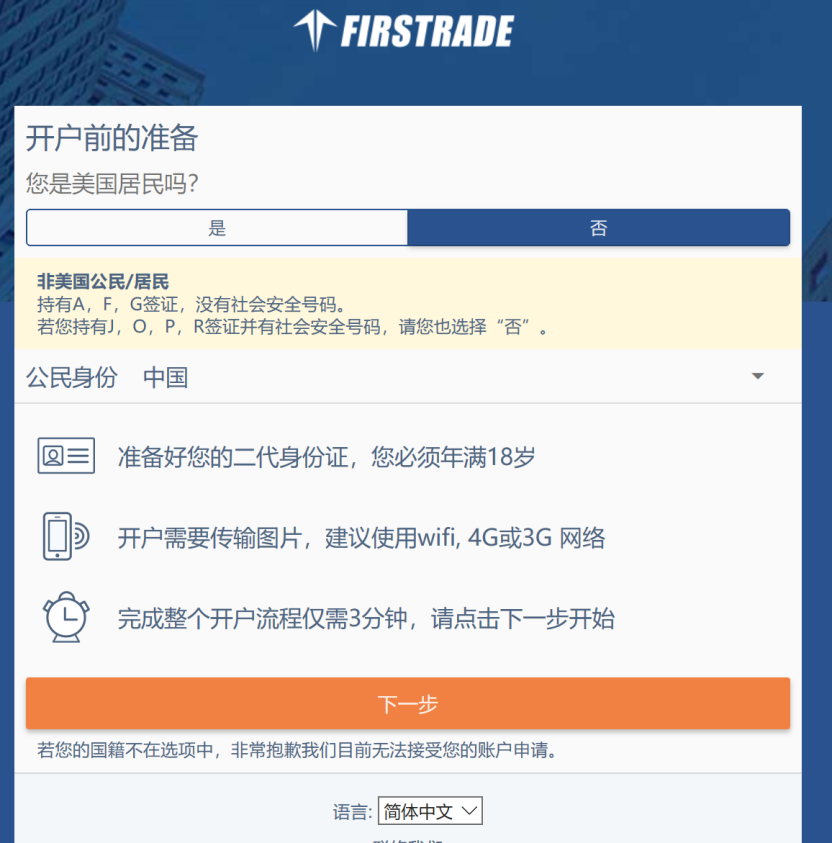 FIRSTRADE
开户前的准备
您是美国居民吗?
是 否
非美国公民/居民
持有A，F，G签证，没有社会安全号码。
若您持有J，O，P，R签证并有社会安全号码，请您也选择“否”。
公民身份 中国
准备好您的二代身份证，您必须年满18岁
开户需要传输图片，建议使用wifi, 4G或3G 网络
完成整个开户流程仅需3分钟，请点击下一步开始
下一步
若您的国籍不在选项中，非常抱歉我们目前无法接受您的账户申请。
语言: 简体中文